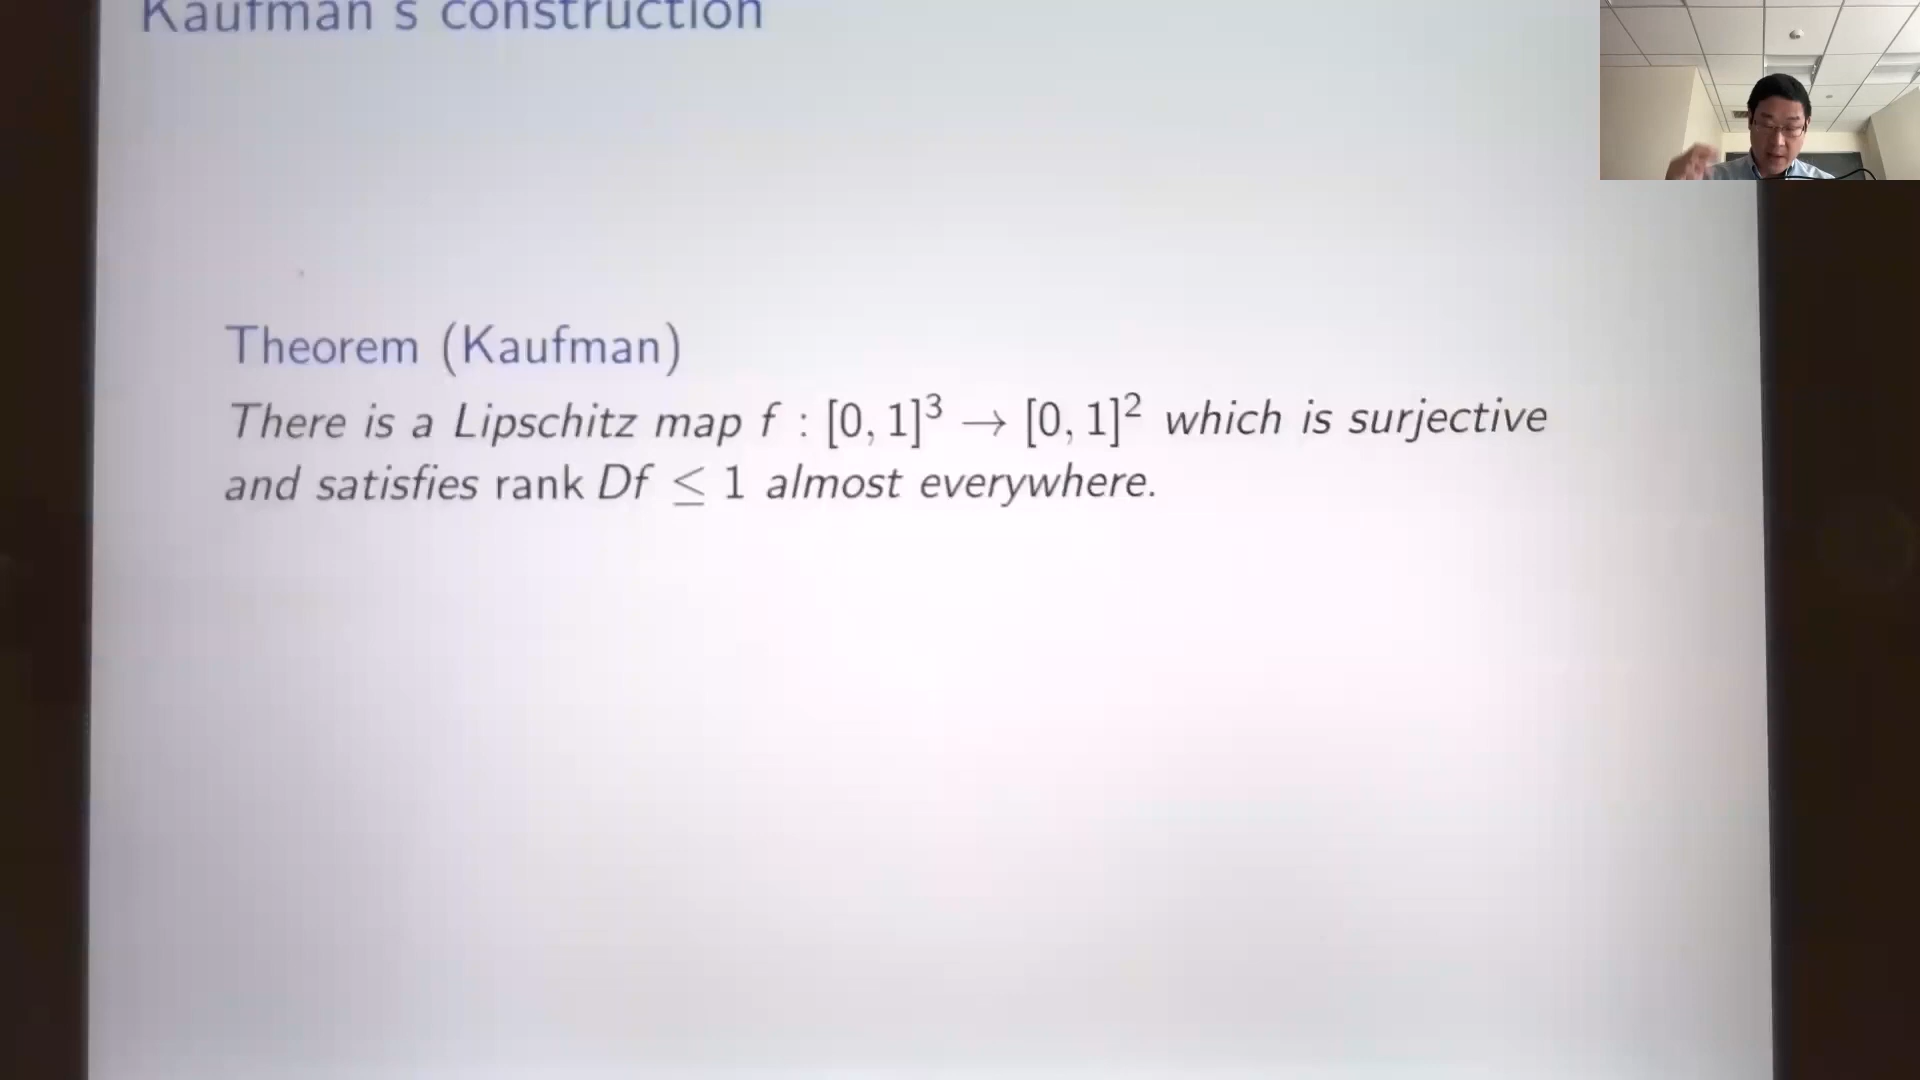 Kaufman's construction
Theorem (Kaufman)
There is a Lipschitz map f : [0, 1]³ → [0, 1]² which is surjective
and satisfies rank Df ≤ 1 almost everywhere.